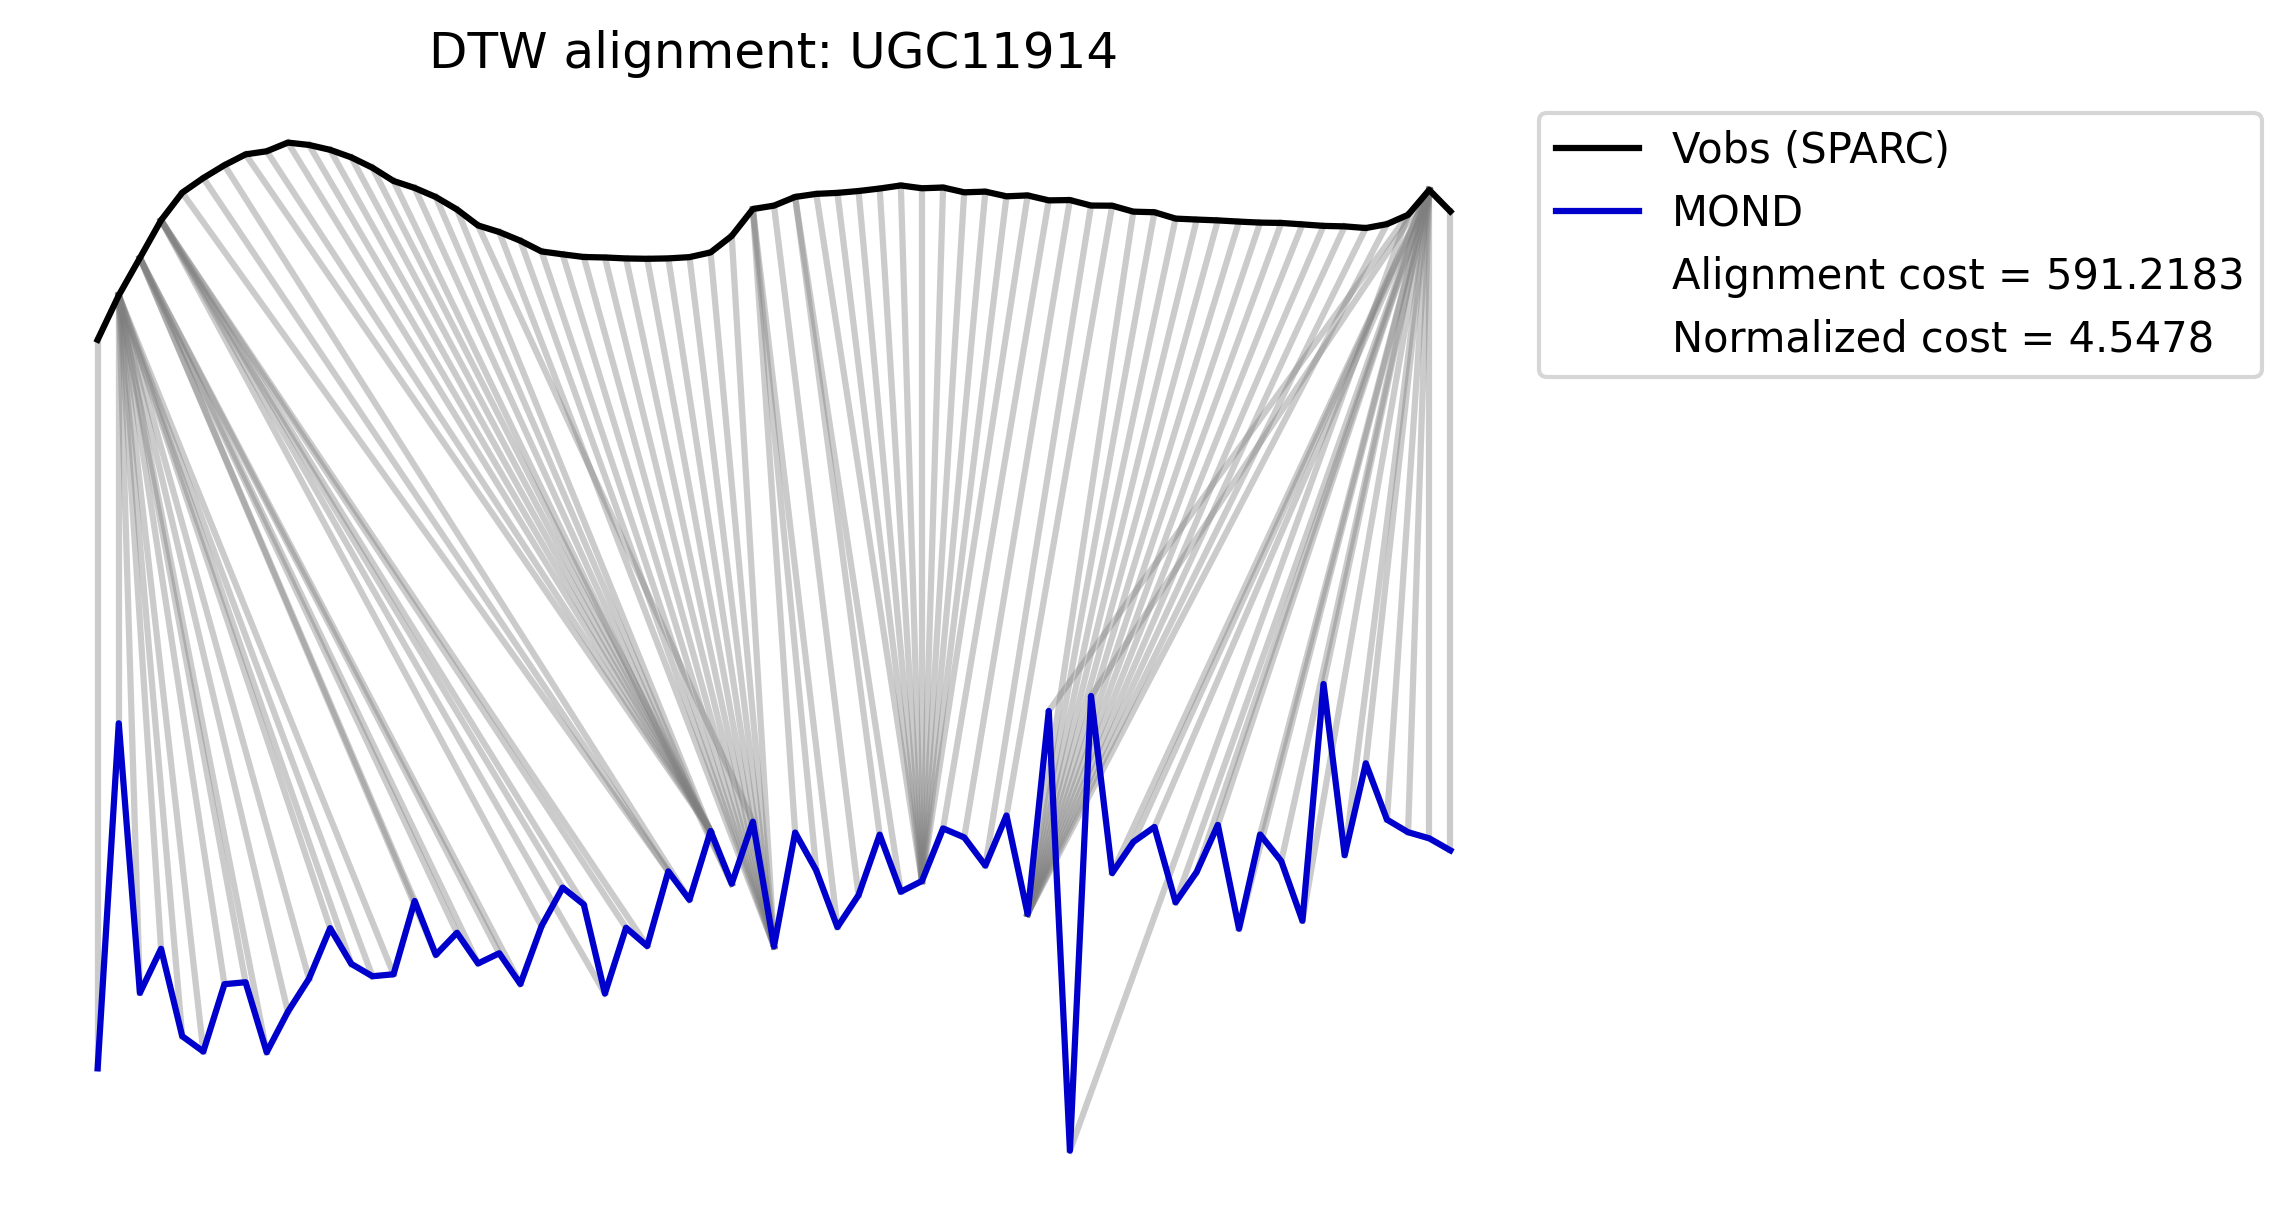 DTW alignment: UGC11914
Vobs (SPARC)
MOND
Alignment cost = 591.2183
Normalized cost = 4.5478